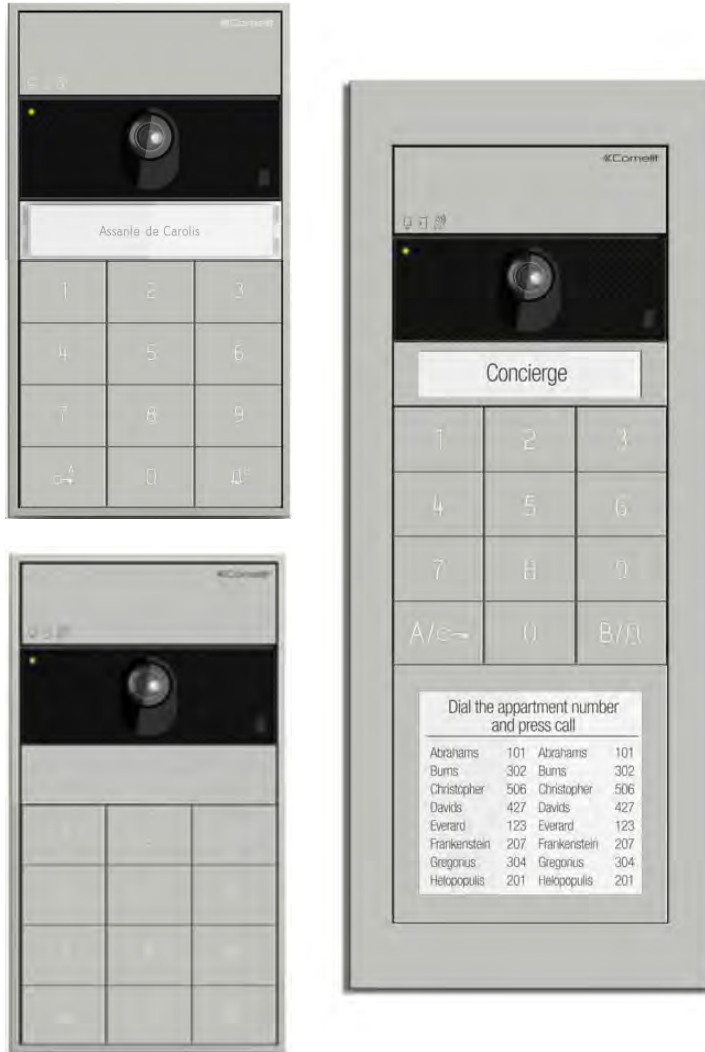 Comelit
Assante de Carolis
1 2 3
4 5 6
7 8 9
0
Comelit
Comelit
Concierge
1 2 3
4 5 6
7 8 9
A/ 0 B/
Dial the appartment number
and press call
Abrahams 101 Abrahams 101
Burns 302 Burns 302
Christopher 506 Christopher 506
Davids 427 Davids 427
Everard 123 Everard 123
Frankenstein 207 Frankenstein 207
Gregorius 304 Gregorius 304
Helopopulis 201 Helopopulis 201